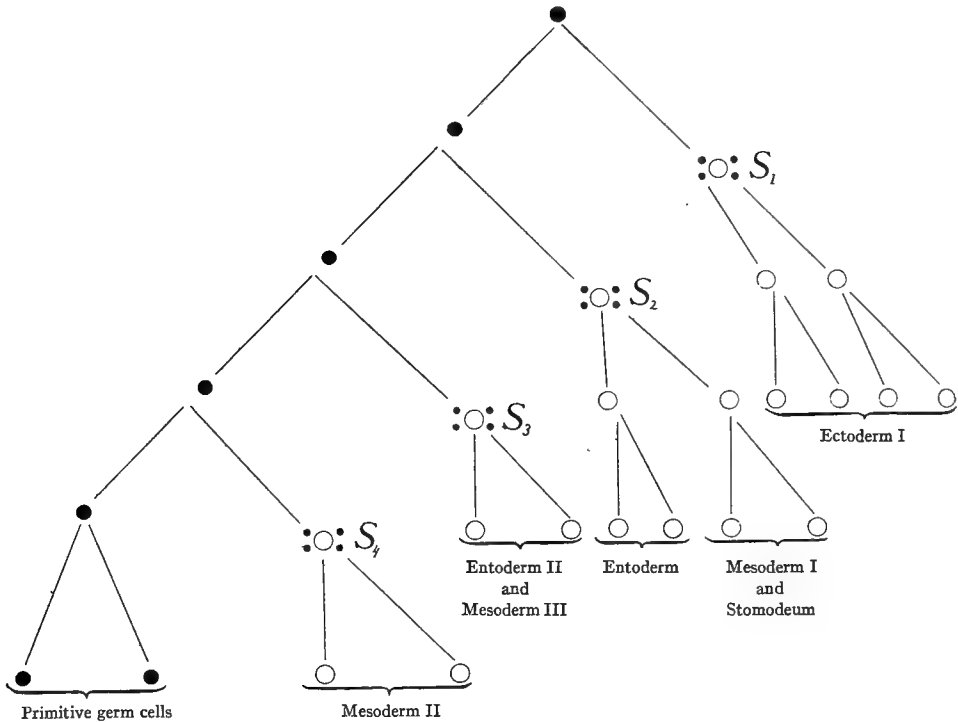 S1
S2
S3
Ectoderm I
S4
Entoderm II
and
Mesoderm III
Entoderm
Mesoderm I
and
Stomodeum
Primitive germ cells
Mesoderm II